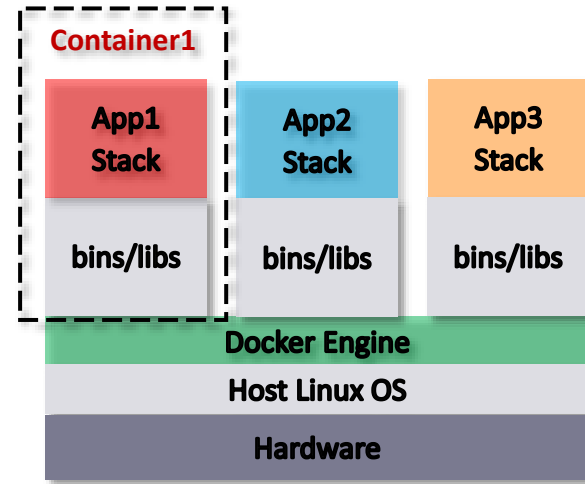 Container1
App1
Stack
App2
Stack
App3
Stack
bins/libs
bins/libs
bins/libs
Docker Engine
Host Linux OS
Hardware